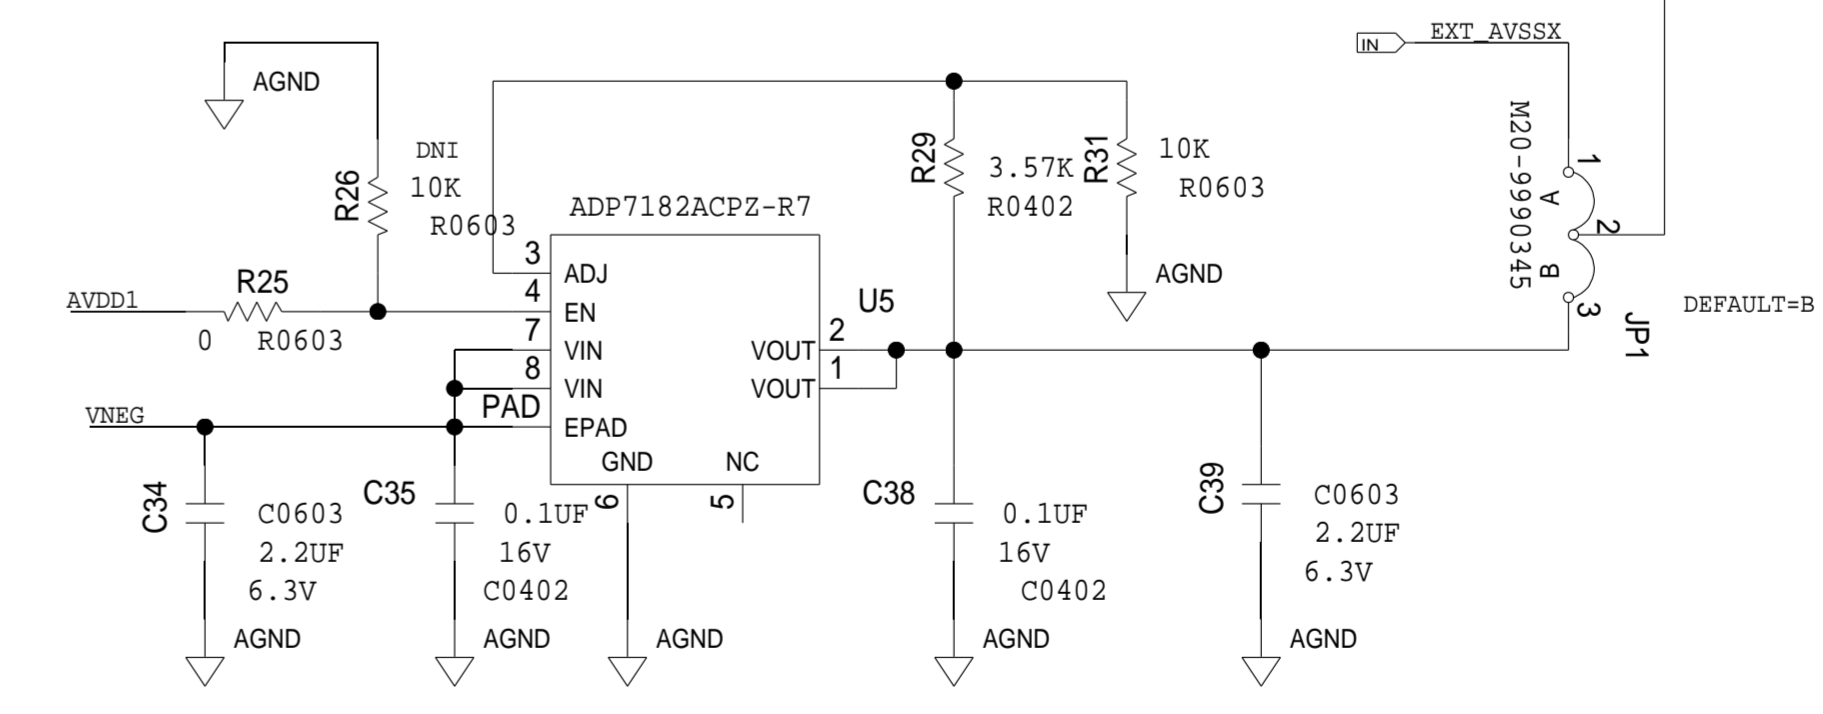 EXT_AVSSX
IN
AGND
M20-9990345
1
A
2
B
3
JP1
DEFAULT=B
DNI
R26
10K
R0603
R29
3.57K
R0402
R31
10K
R0603
AGND
ADP7182ACPZ-R7
U5
AVDD1
R25
0
R0603
3
ADJ
4
EN
7
VIN
8
VIN
PAD
EPAD
VOUT
2
VOUT
1
GND
NC
6
5
VNEG
C34
C0603
2.2UF
6.3V
AGND
C35
0.1UF
16V
C0402
AGND
AGND
C38
0.1UF
16V
C0402
AGND
C39
C0603
2.2UF
6.3V
AGND